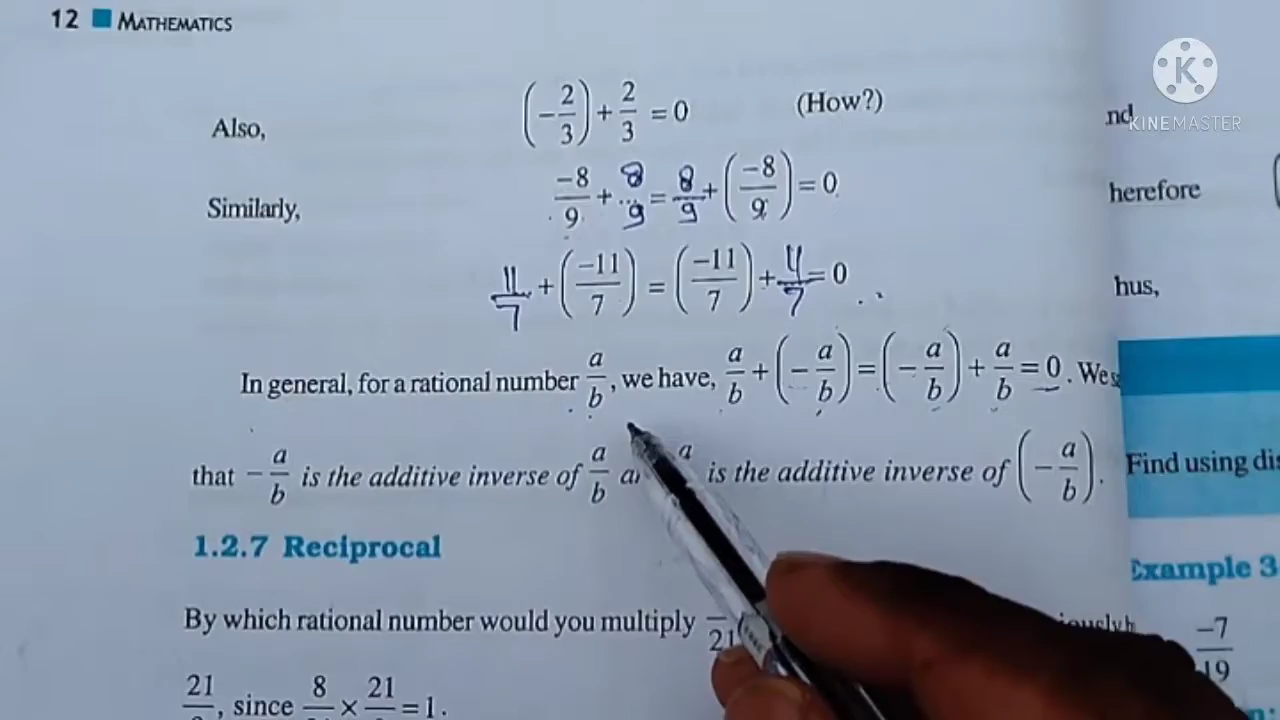 12 MATHEMATICS
K
KINEMASTER
Also, (-2/3) + 2/3 = 0 (How?)
Similarly, -8/9 + ...8/9 = 8/9 + (-8/9) = 0
11/7 + (-11/7) = (-11/7) + 11/7 = 0
In general, for a rational number a/b, we have, a/b + (-a/b) = (-a/b) + a/b = 0. We
that -a/b is the additive inverse of a/b a is the additive inverse of (-a/b).
1.2.7 Reciprocal
By which rational number would you multiply /21
21/, since 8/ × 21/ = 1.
nd
herefore
hus,
Find using dis
Example 3
-7/19